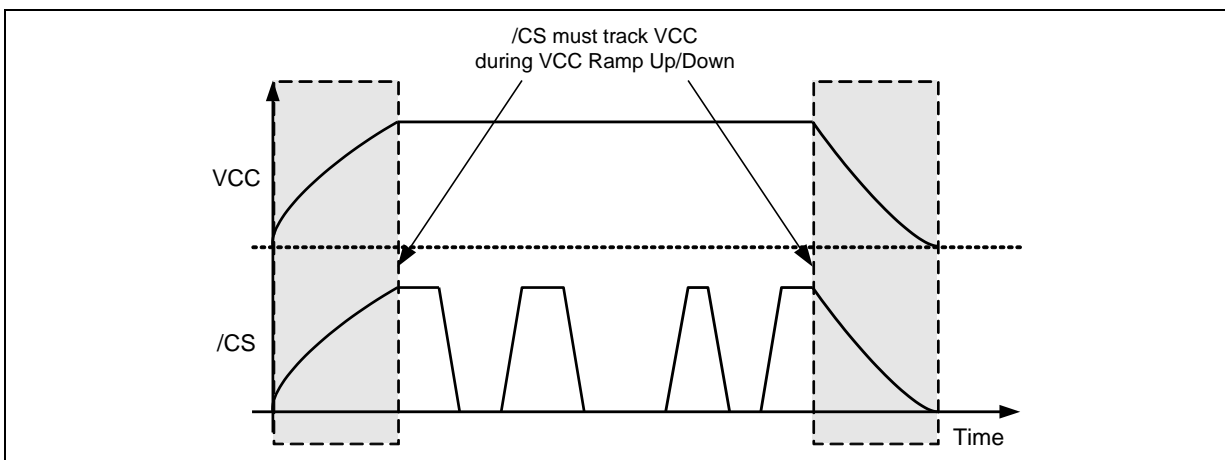 /CS must track VCC
during VCC Ramp Up/Down
VCC
/CS
Time